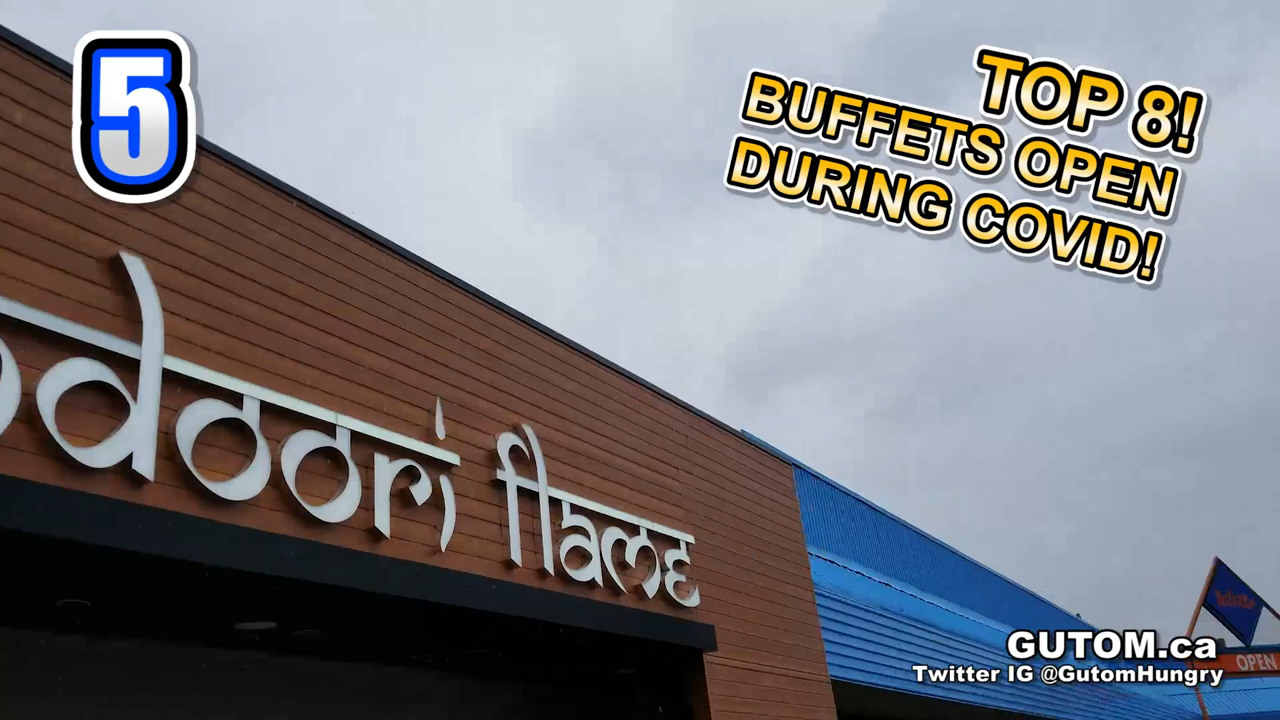 5
TOP 8!
BUFFETS OPEN
DURING COVID!
ndoori flame
OPEN
GUTOM.ca
Twitter IG @GutomHungry